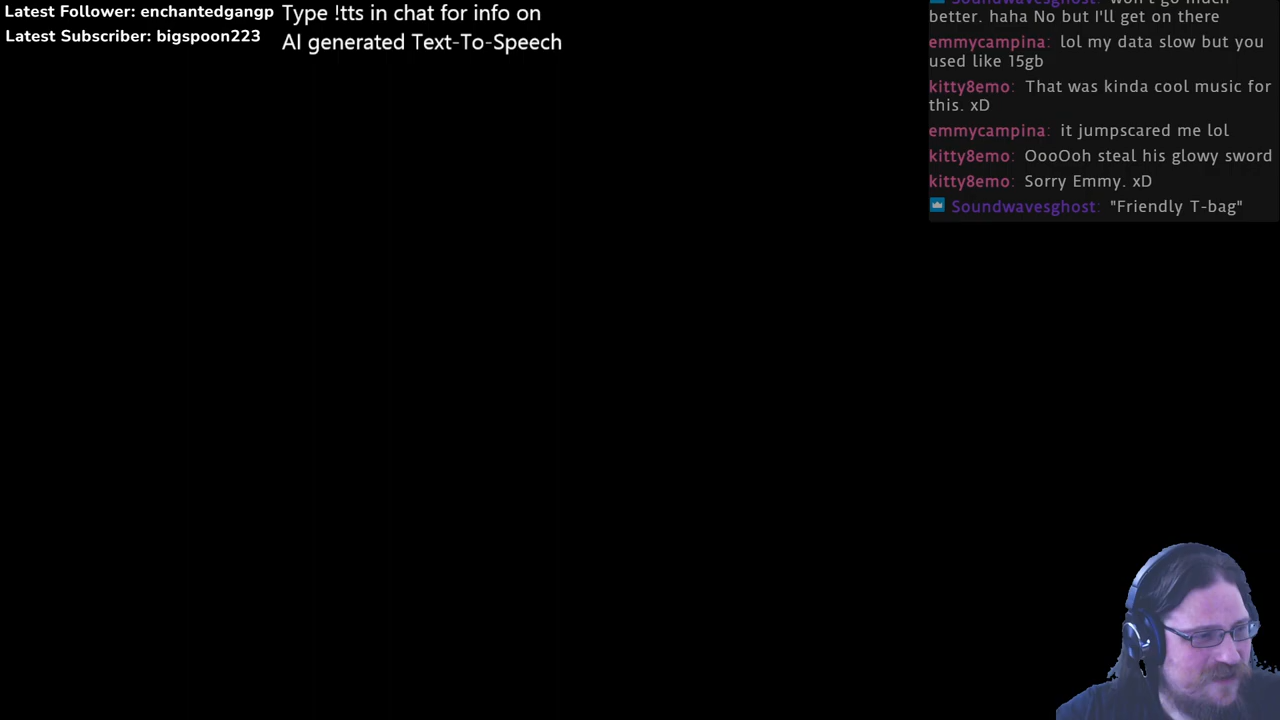 Latest Follower: enchantedgangp
Latest Subscriber: bigspoon223
Type !tts in chat for info on
AI generated Text-To-Speech
better. haha No but I'll get on there
emmycampina: lol my data slow but you
used like 15gb
kitty8emo: That was kinda cool music for
this. xD
emmycampina: it jumpscared me lol
kitty8emo: OooOoh steal his glowy sword
kitty8emo: Sorry Emmy. xD
Soundwavesghost: "Friendly T-bag"